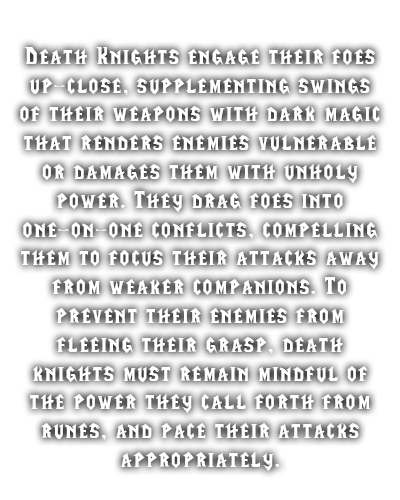 Death Knights engage their foes
up-close, supplementing swings
of their weapons with dark magic
that renders enemies vulnerable
or damages them with unholy
power. They drag foes into
one-on-one conflicts, compelling
them to focus their attacks away
from weaker companions. To
prevent their enemies from
fleeing their grasp, death
knights must remain mindful of
the power they call forth from
runes, and pace their attacks
appropriately.